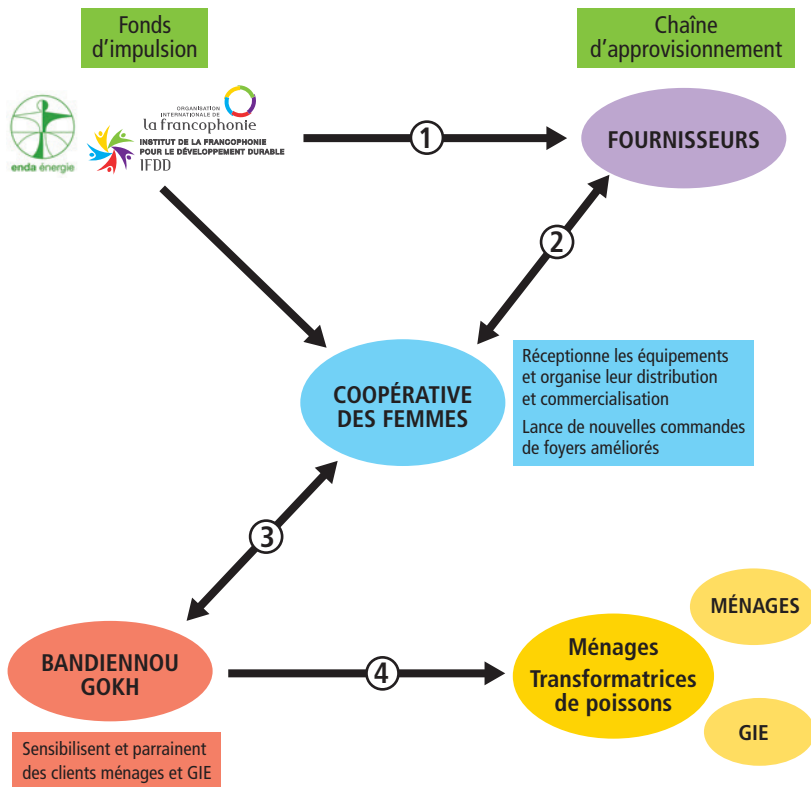 Fonds
d'impulsion
Chaîne
d'approvisionnement
enda énergie
ORGANISATION
INTERNATIONALE DE
la francophonie
INSTITUT DE LA FRANCOPHONIE
POUR LE DÉVELOPPEMENT DURABLE
IFDD
1
FOURNISSEURS
2
COOPÉRATIVE
DES FEMMES
Réceptionne les équipements
et organise leur distribution
et commercialisation
Lance de nouvelles commandes
de foyers améliorés
3
BANDIENNOU
GOKH
4
Ménages
Transformatrices
de poissons
MÉNAGES
GIE
Sensibilisent et parrainent
des clients ménages et GIE